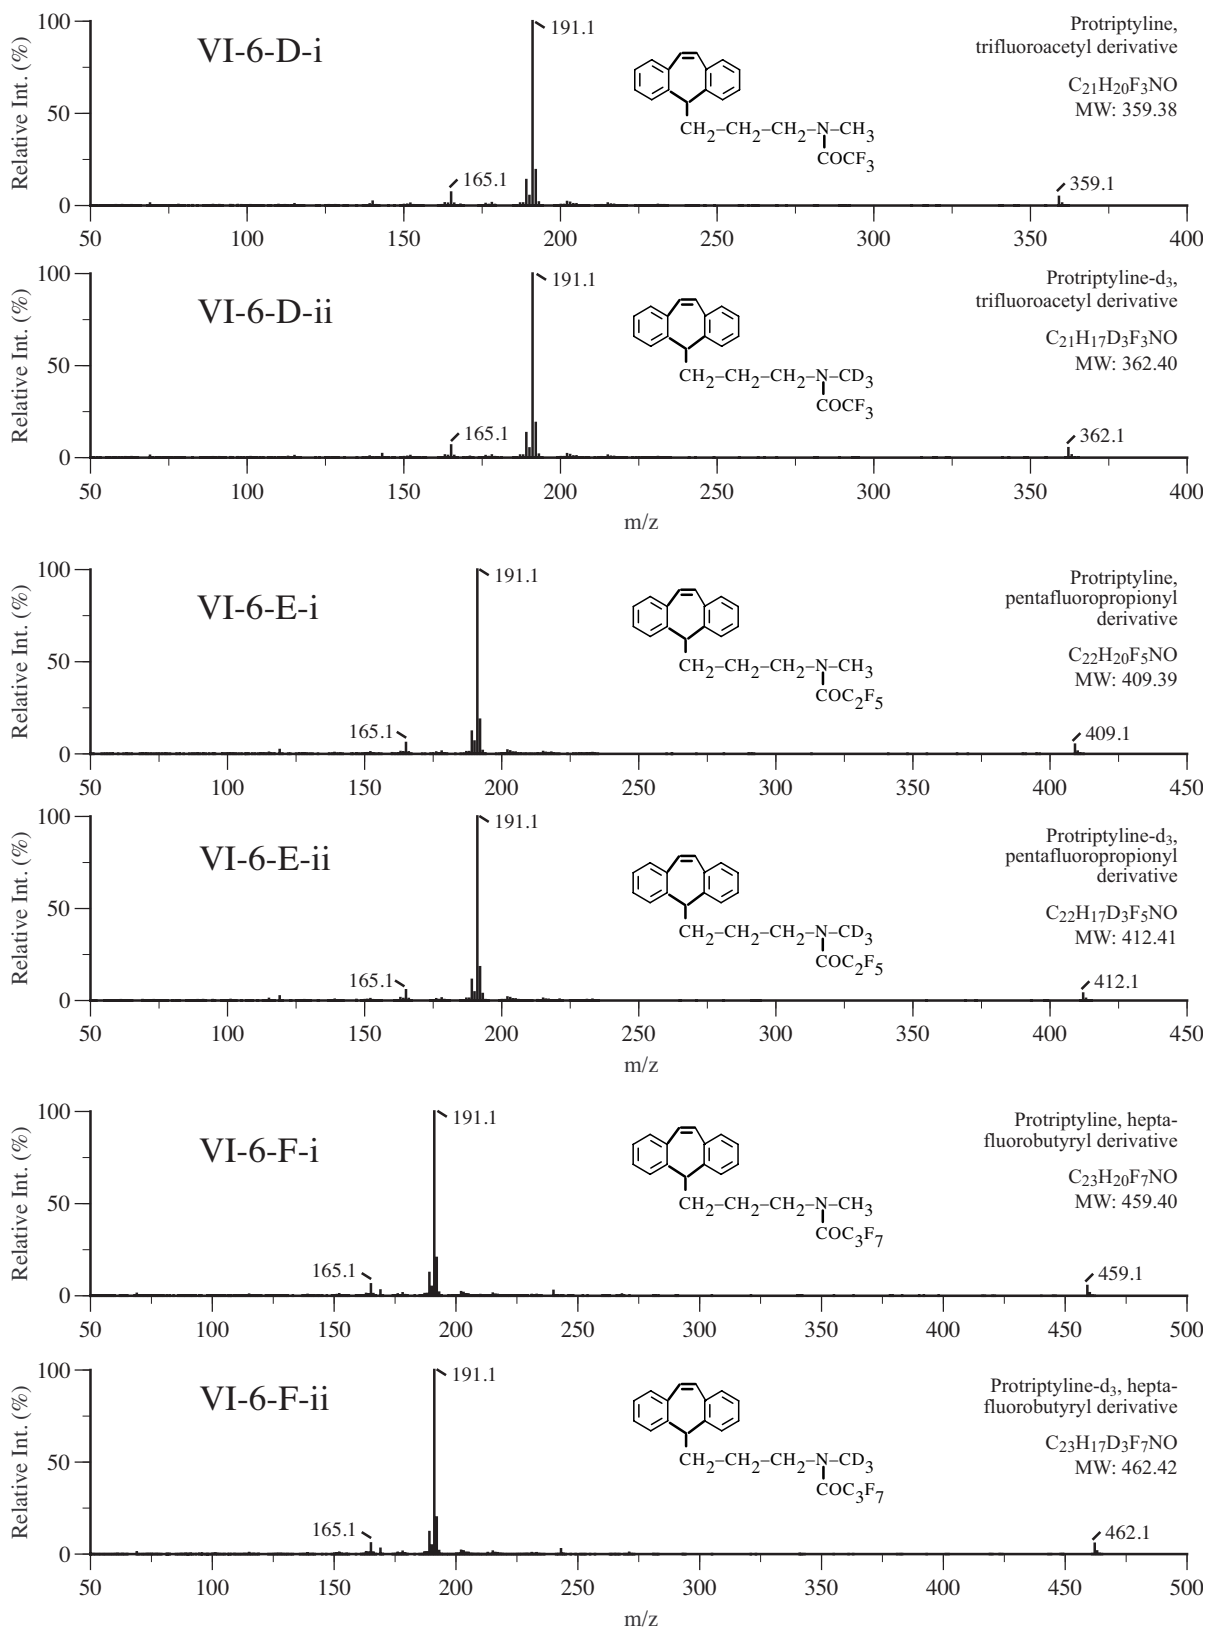 VI-6-D-i
Protriptyline,
trifluoroacetyl derivative
C21H20F3NO
MW: 359.38
Relative Int. (%)
100
50
0
191.1
165.1
359.1
CH2–CH2–CH2–N–CH3
COCF3
50 100 150 200 250 300 350 400
VI-6-D-ii
Protriptyline-d3,
trifluoroacetyl derivative
C21H17D3F3NO
MW: 362.40
Relative Int. (%)
100
50
0
191.1
165.1
362.1
CH2–CH2–CH2–N–CD3
COCF3
50 100 150 200 250 300 350 400
m/z
VI-6-E-i
Protriptyline,
pentafluoropropionyl
derivative
C22H20F5NO
MW: 409.39
Relative Int. (%)
100
50
0
191.1
165.1
409.1
CH2–CH2–CH2–N–CH3
COC2F5
50 100 150 200 250 300 350 400 450
VI-6-E-ii
Protriptyline-d3,
pentafluoropropionyl
derivative
C22H17D3F5NO
MW: 412.41
Relative Int. (%)
100
50
0
191.1
165.1
412.1
CH2–CH2–CH2–N–CD3
COC2F5
50 100 150 200 250 300 350 400 450
m/z
VI-6-F-i
Protriptyline, hepta-
fluorobutyryl derivative
C23H20F7NO
MW: 459.40
Relative Int. (%)
100
50
0
191.1
165.1
459.1
CH2–CH2–CH2–N–CH3
COC3F7
50 100 150 200 250 300 350 400 450 500
VI-6-F-ii
Protriptyline-d3, hepta-
fluorobutyryl derivative
C23H17D3F7NO
MW: 462.42
Relative Int. (%)
100
50
0
191.1
165.1
462.1
CH2–CH2–CH2–N–CD3
COC3F7
50 100 150 200 250 300 350 400 450 500
m/z